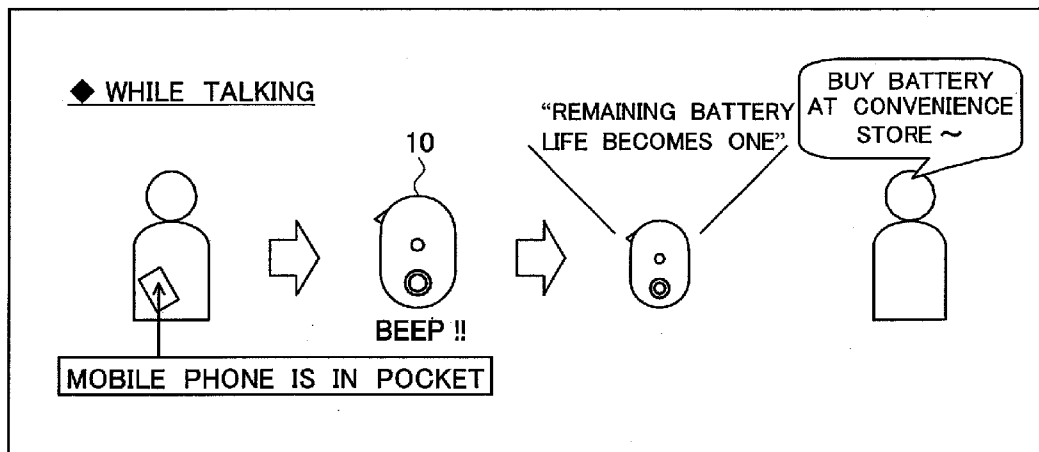 ◆ WHILE TALKING
10
BEEP !!
MOBILE PHONE IS IN POCKET
“REMAINING BATTERY
LIFE BECOMES ONE”
BUY BATTERY
AT CONVENIENCE
STORE ～